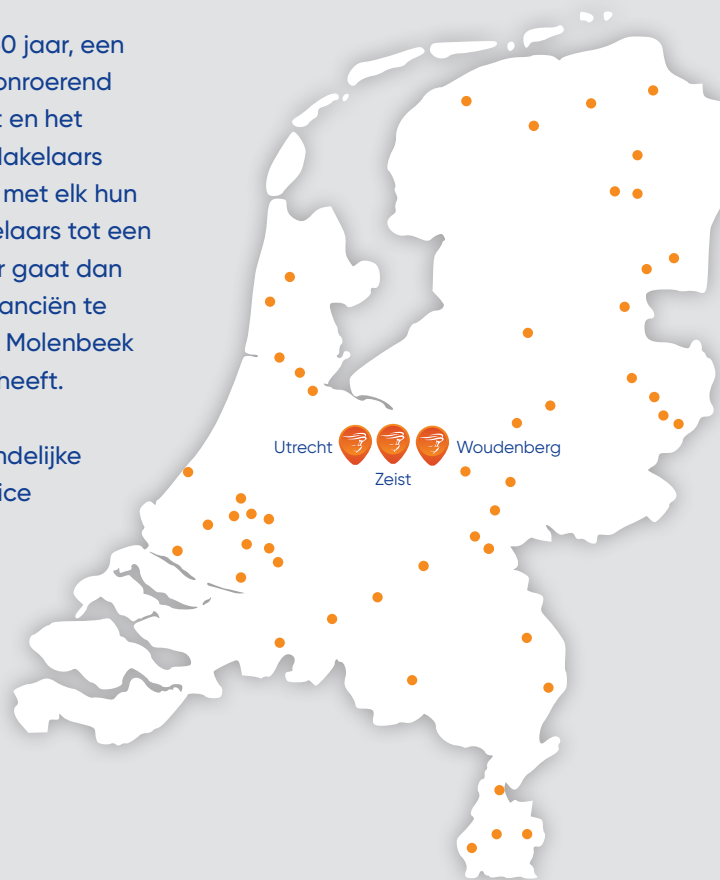 0 jaar, een
onroerend
t en het
Makelaars
met elk hun
elaars tot een
r gaat dan
anciën te
Molenbeek
heeft.
ndelijke
ice
Utrecht
Woudenberg
Zeist